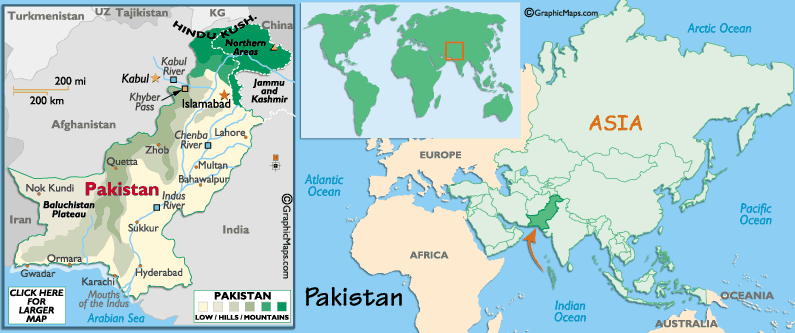 Turkmenistan
UZ
Tajikistan
KG
China
HINDU KUSH.
Northern
Areas
200 mi
200 km
Kabul
Kabul
River
Khyber
Pass
Islamabad
Jammu
and
Kashmir
Afghanistan
Chenba
River
Lahore
Zhob
Quetta
Multan
Bahawalpur
Nok Kundi
Pakistan
Baluchistan
Plateau
Indus
River
Iran
India
Sukkur
Ormara
Gwadar
Karachi
Hyderabad
Mouths
of the Indus
Arabian Sea
©GraphicMaps.com
CLICK HERE
FOR
LARGER
MAP
PAKISTAN
LOW / HILLS / MOUNTAINS
©GraphicMaps.com
Arctic Ocean
ASIA
EUROPE
Atlantic
Ocean
Pacific
Ocean
AFRICA
Pakistan
Indian
Ocean
OCEANIA
AUSTRALIA